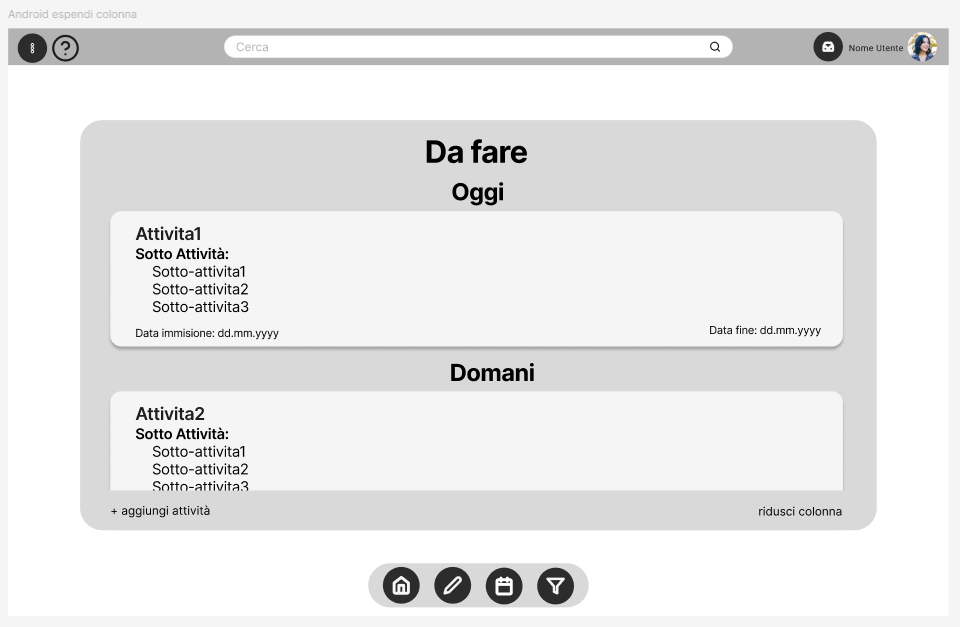 Android espendi colonna
Cerca
Nome Utente
Da fare
Oggi
Attivita1
Sotto Attività:
Sotto-attivita1
Sotto-attivita2
Sotto-attivita3
Data immisione: dd.mm.yyyy
Data fine: dd.mm.yyyy
Domani
Attivita2
Sotto Attività:
Sotto-attivita1
Sotto-attivita2
Sotto-attivita3
+ aggiungi attività
ridusci colonna